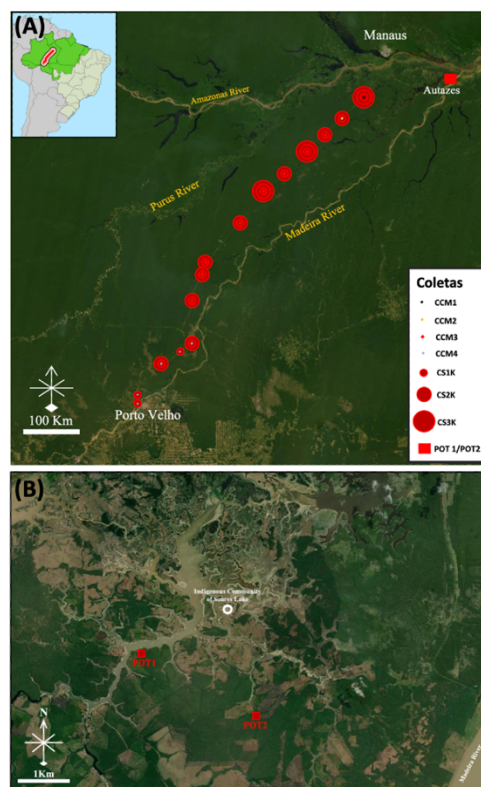 (A)
Manaus
Autazes
Amazonas River
Purus River
Madeira River
Coletas
CCM1
CCM2
CCM3
CCM4
CS1K
CS2K
CS3K
POT 1/POT2
100 Km
Porto Velho
(B)
Indigenous Community
of Soares Lake
POT1
POT2
N
1Km
Madeira River